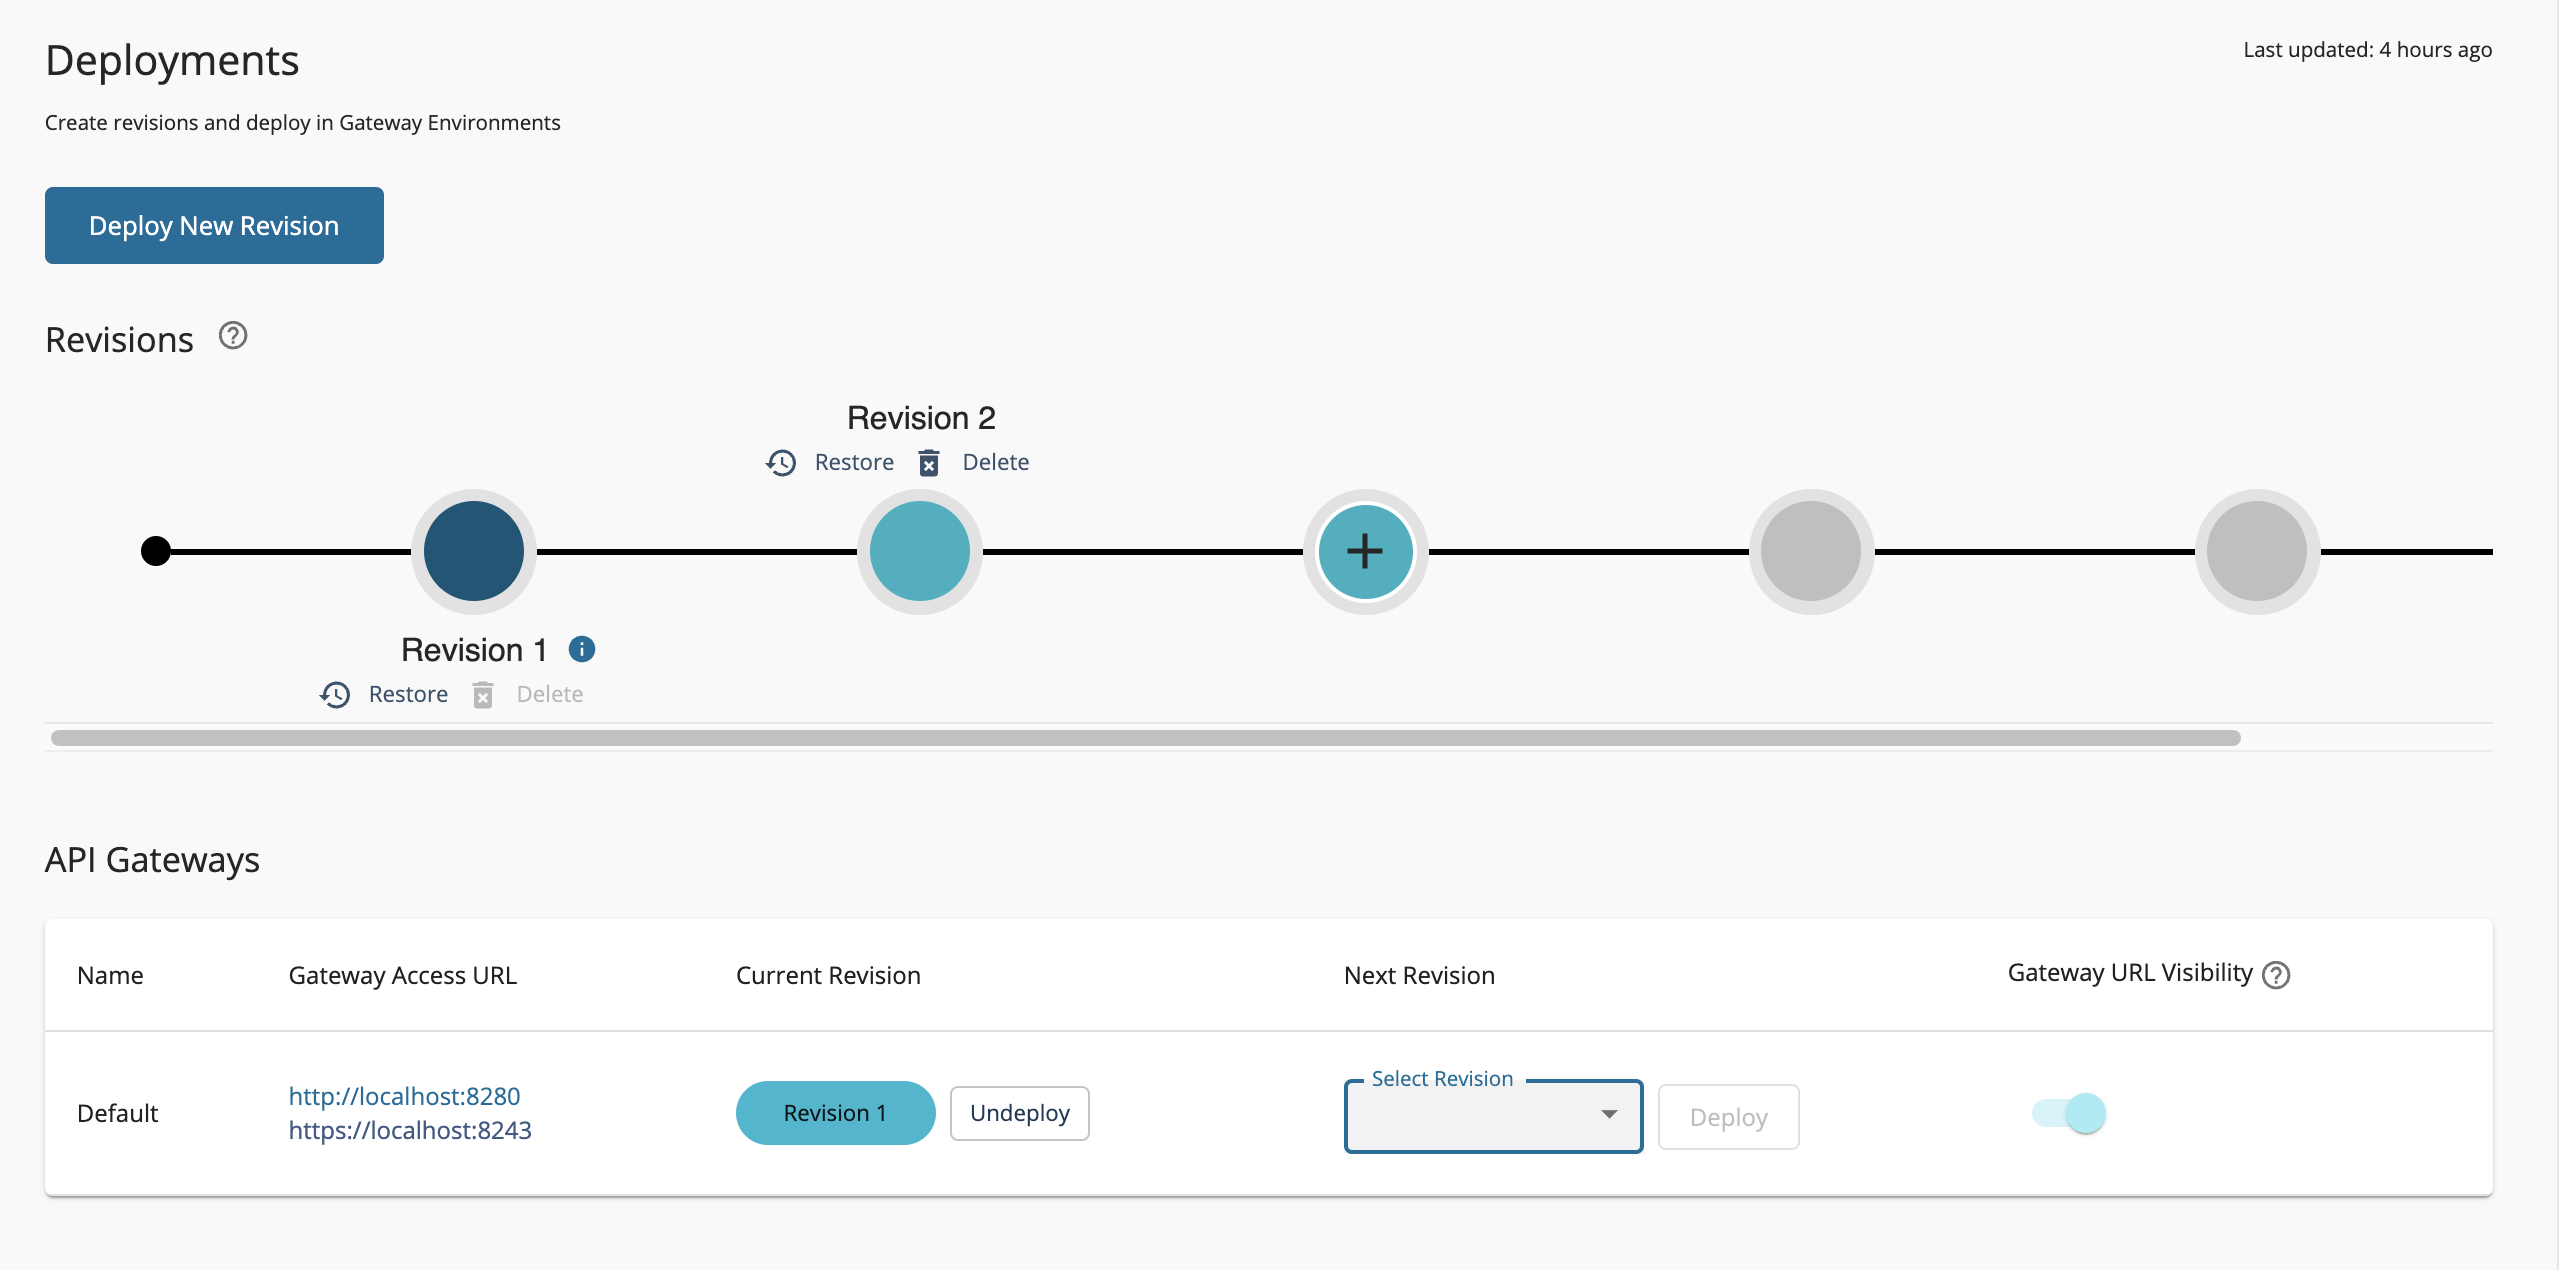 Deployments
Last updated: 4 hours ago
Create revisions and deploy in Gateway Environments
Deploy New Revision
Revisions
Revision 2
Restore Delete
Revision 1
Restore Delete
API Gateways
Name Gateway Access URL Current Revision Next Revision Gateway URL Visibility
Select Revision
http://localhost:8280
Default Revision 1 Undeploy Deploy
https://localhost:8243